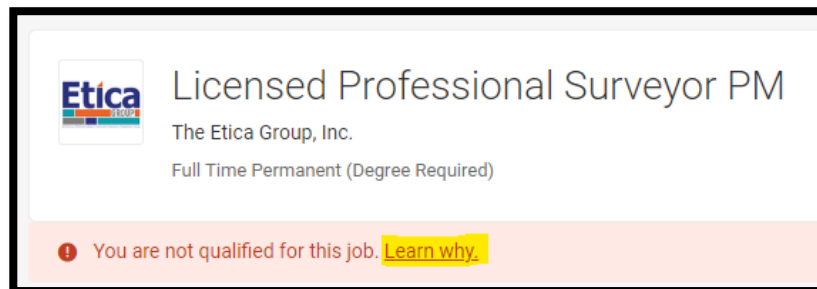 Etica
GROUP
Licensed Professional Surveyor PM
The Etica Group, Inc.
Full Time Permanent (Degree Required)
You are not qualified for this job. Learn why.